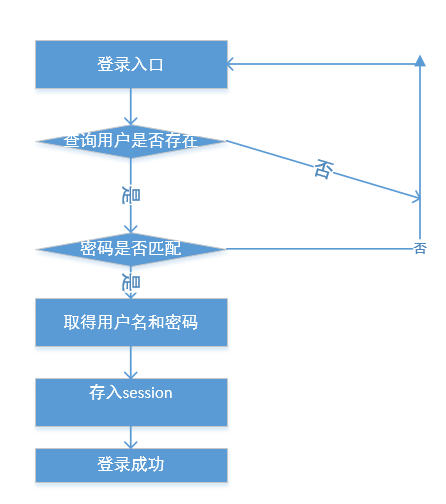 登录入口
查询用户是否存在
否
是
密码是否匹配
否
是
取得用户名和密码
存入session
登录成功